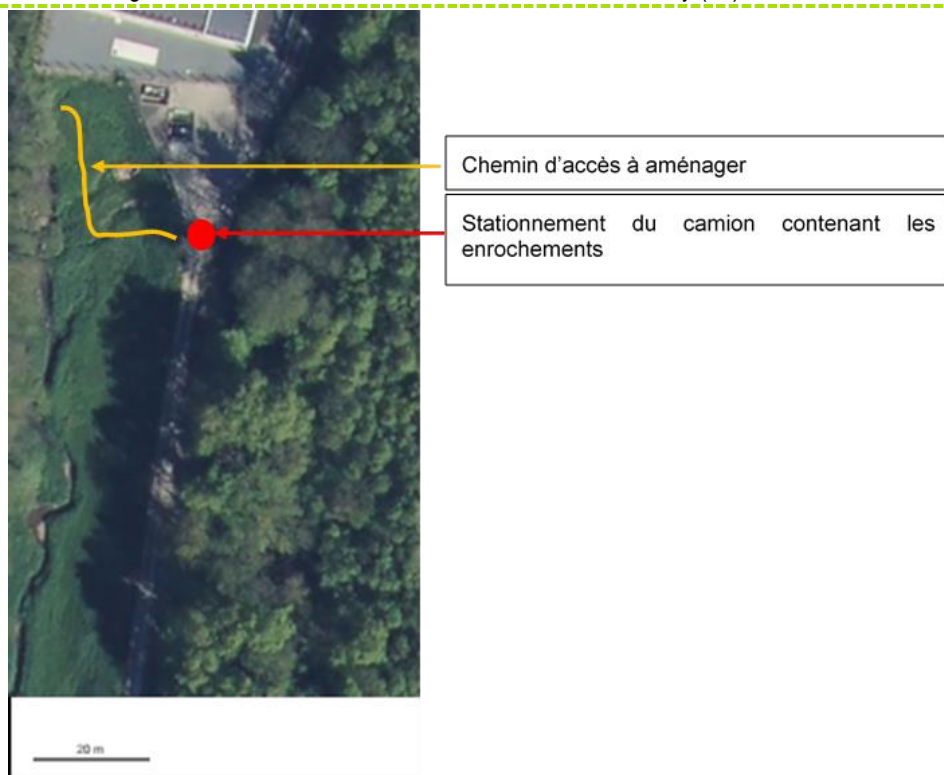 Chemin d'accès à aménager
Stationnement du camion contenant les
enrochements
20 m